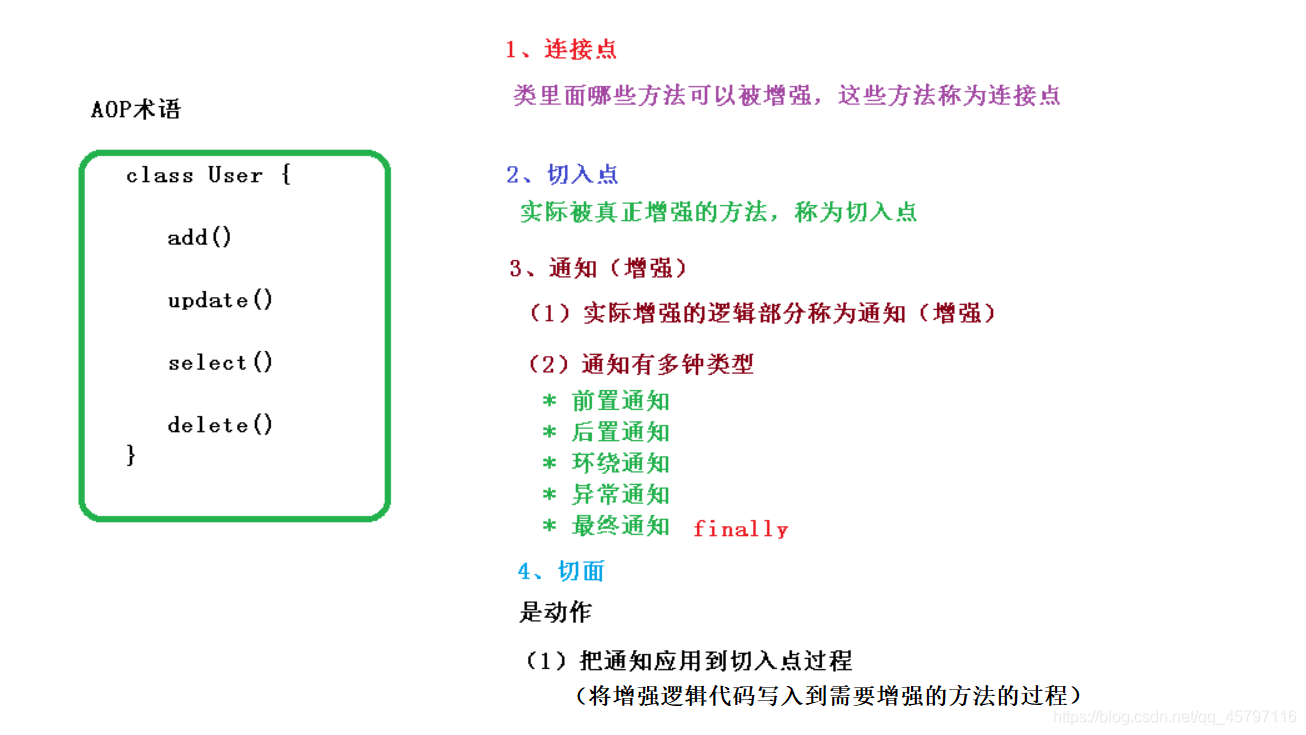 AOP术语
class User {
add()
update()
select()
delete()
}
1、连接点
类里面哪些方法可以被增强，这些方法称为连接点
2、切入点
实际被真正增强的方法，称为切入点
3、通知（增强）
（1）实际增强的逻辑部分称为通知（增强）
（2）通知有多钟类型
* 前置通知
* 后置通知
* 环绕通知
* 异常通知
* 最终通知 finally
4、切面
是动作
（1）把通知应用到切入点过程
（将增强逻辑代码写入到需要增强的方法的过程）
https://blog.csdn.net/qq_45797116